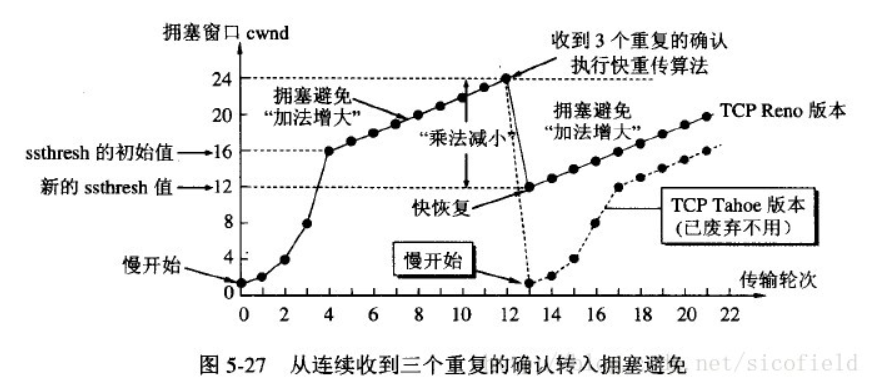 拥塞窗口 cwnd
收到 3 个重复的确认
执行快重传算法
24
20
16
12
8
4
0
拥塞避免
“加法增大”
“乘法减小”
拥塞避免
“加法增大”
TCP Reno 版本
ssthresh 的初始值
新的 ssthresh 值
快恢复
TCP Tahoe 版本
(已废弃不用)
慢开始
慢开始
传输轮次
0 2 4 6 8 10 12 14 16 18 20 22
图 5-27 从连续收到三个重复的确认转入拥塞避免
net/sicofield